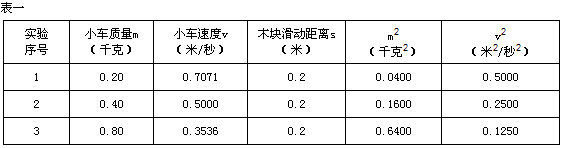 表一
实验序号 小车质量m（千克） 小车速度v（米/秒） 木块滑动距离s（米） m²（千克²） v²（米²/秒²）
1 0.20 0.7071 0.2 0.0400 0.5000
2 0.40 0.5000 0.2 0.1600 0.2500
3 0.80 0.3536 0.2 0.6400 0.1250